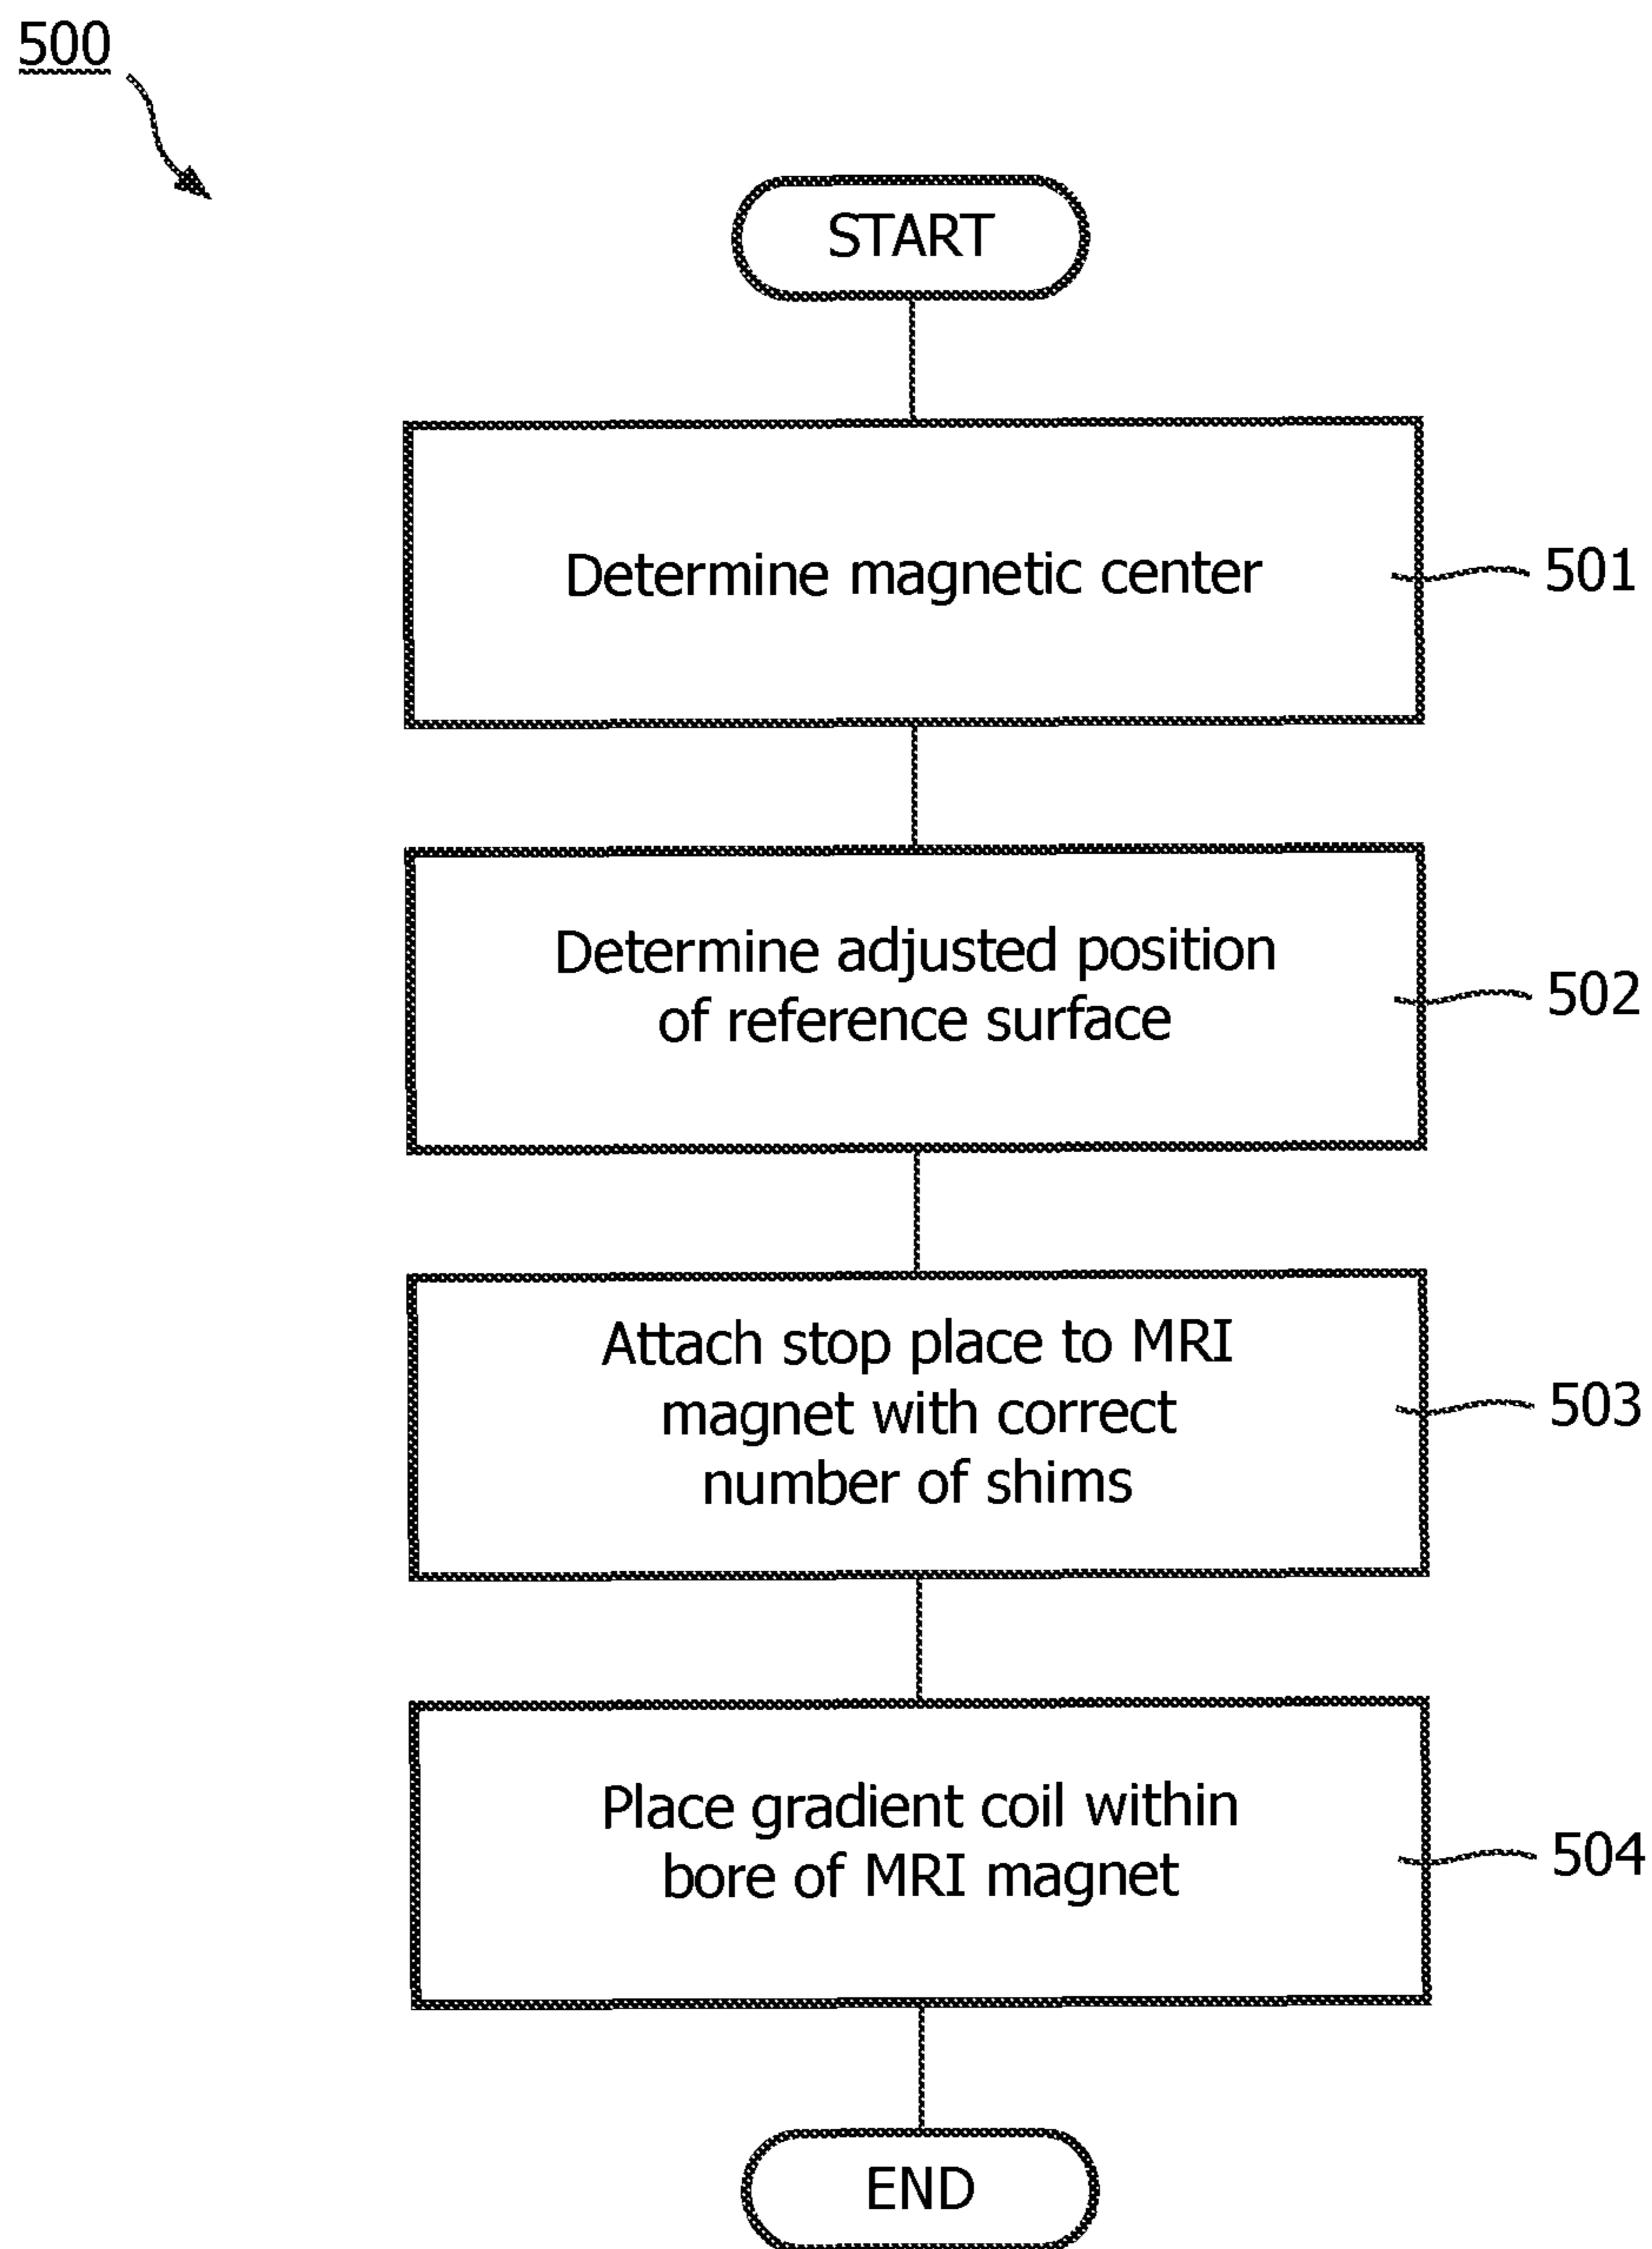 500
START
Determine magnetic center
501
Determine adjusted position
of reference surface
502
Attach stop place to MRI
magnet with correct
number of shims
503
Place gradient coil within
bore of MRI magnet
504
END